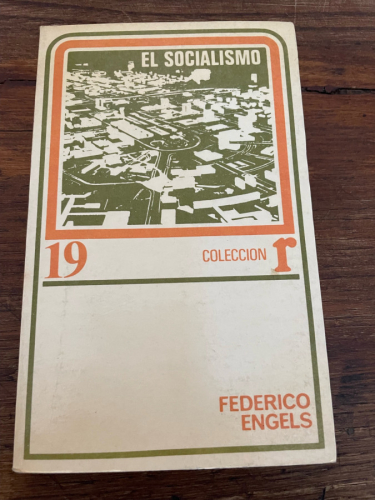 EL SOCIALISMO
19
COLECCION r
FEDERICO
ENGELS